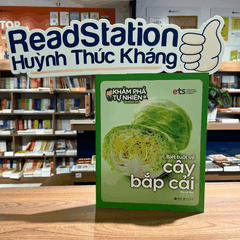 ReadStation
Huỳnh Thúc Kháng
KHÁM PHÁ
TỰ NHIÊN
ets
Biết tuốt về
cây
bắp cải